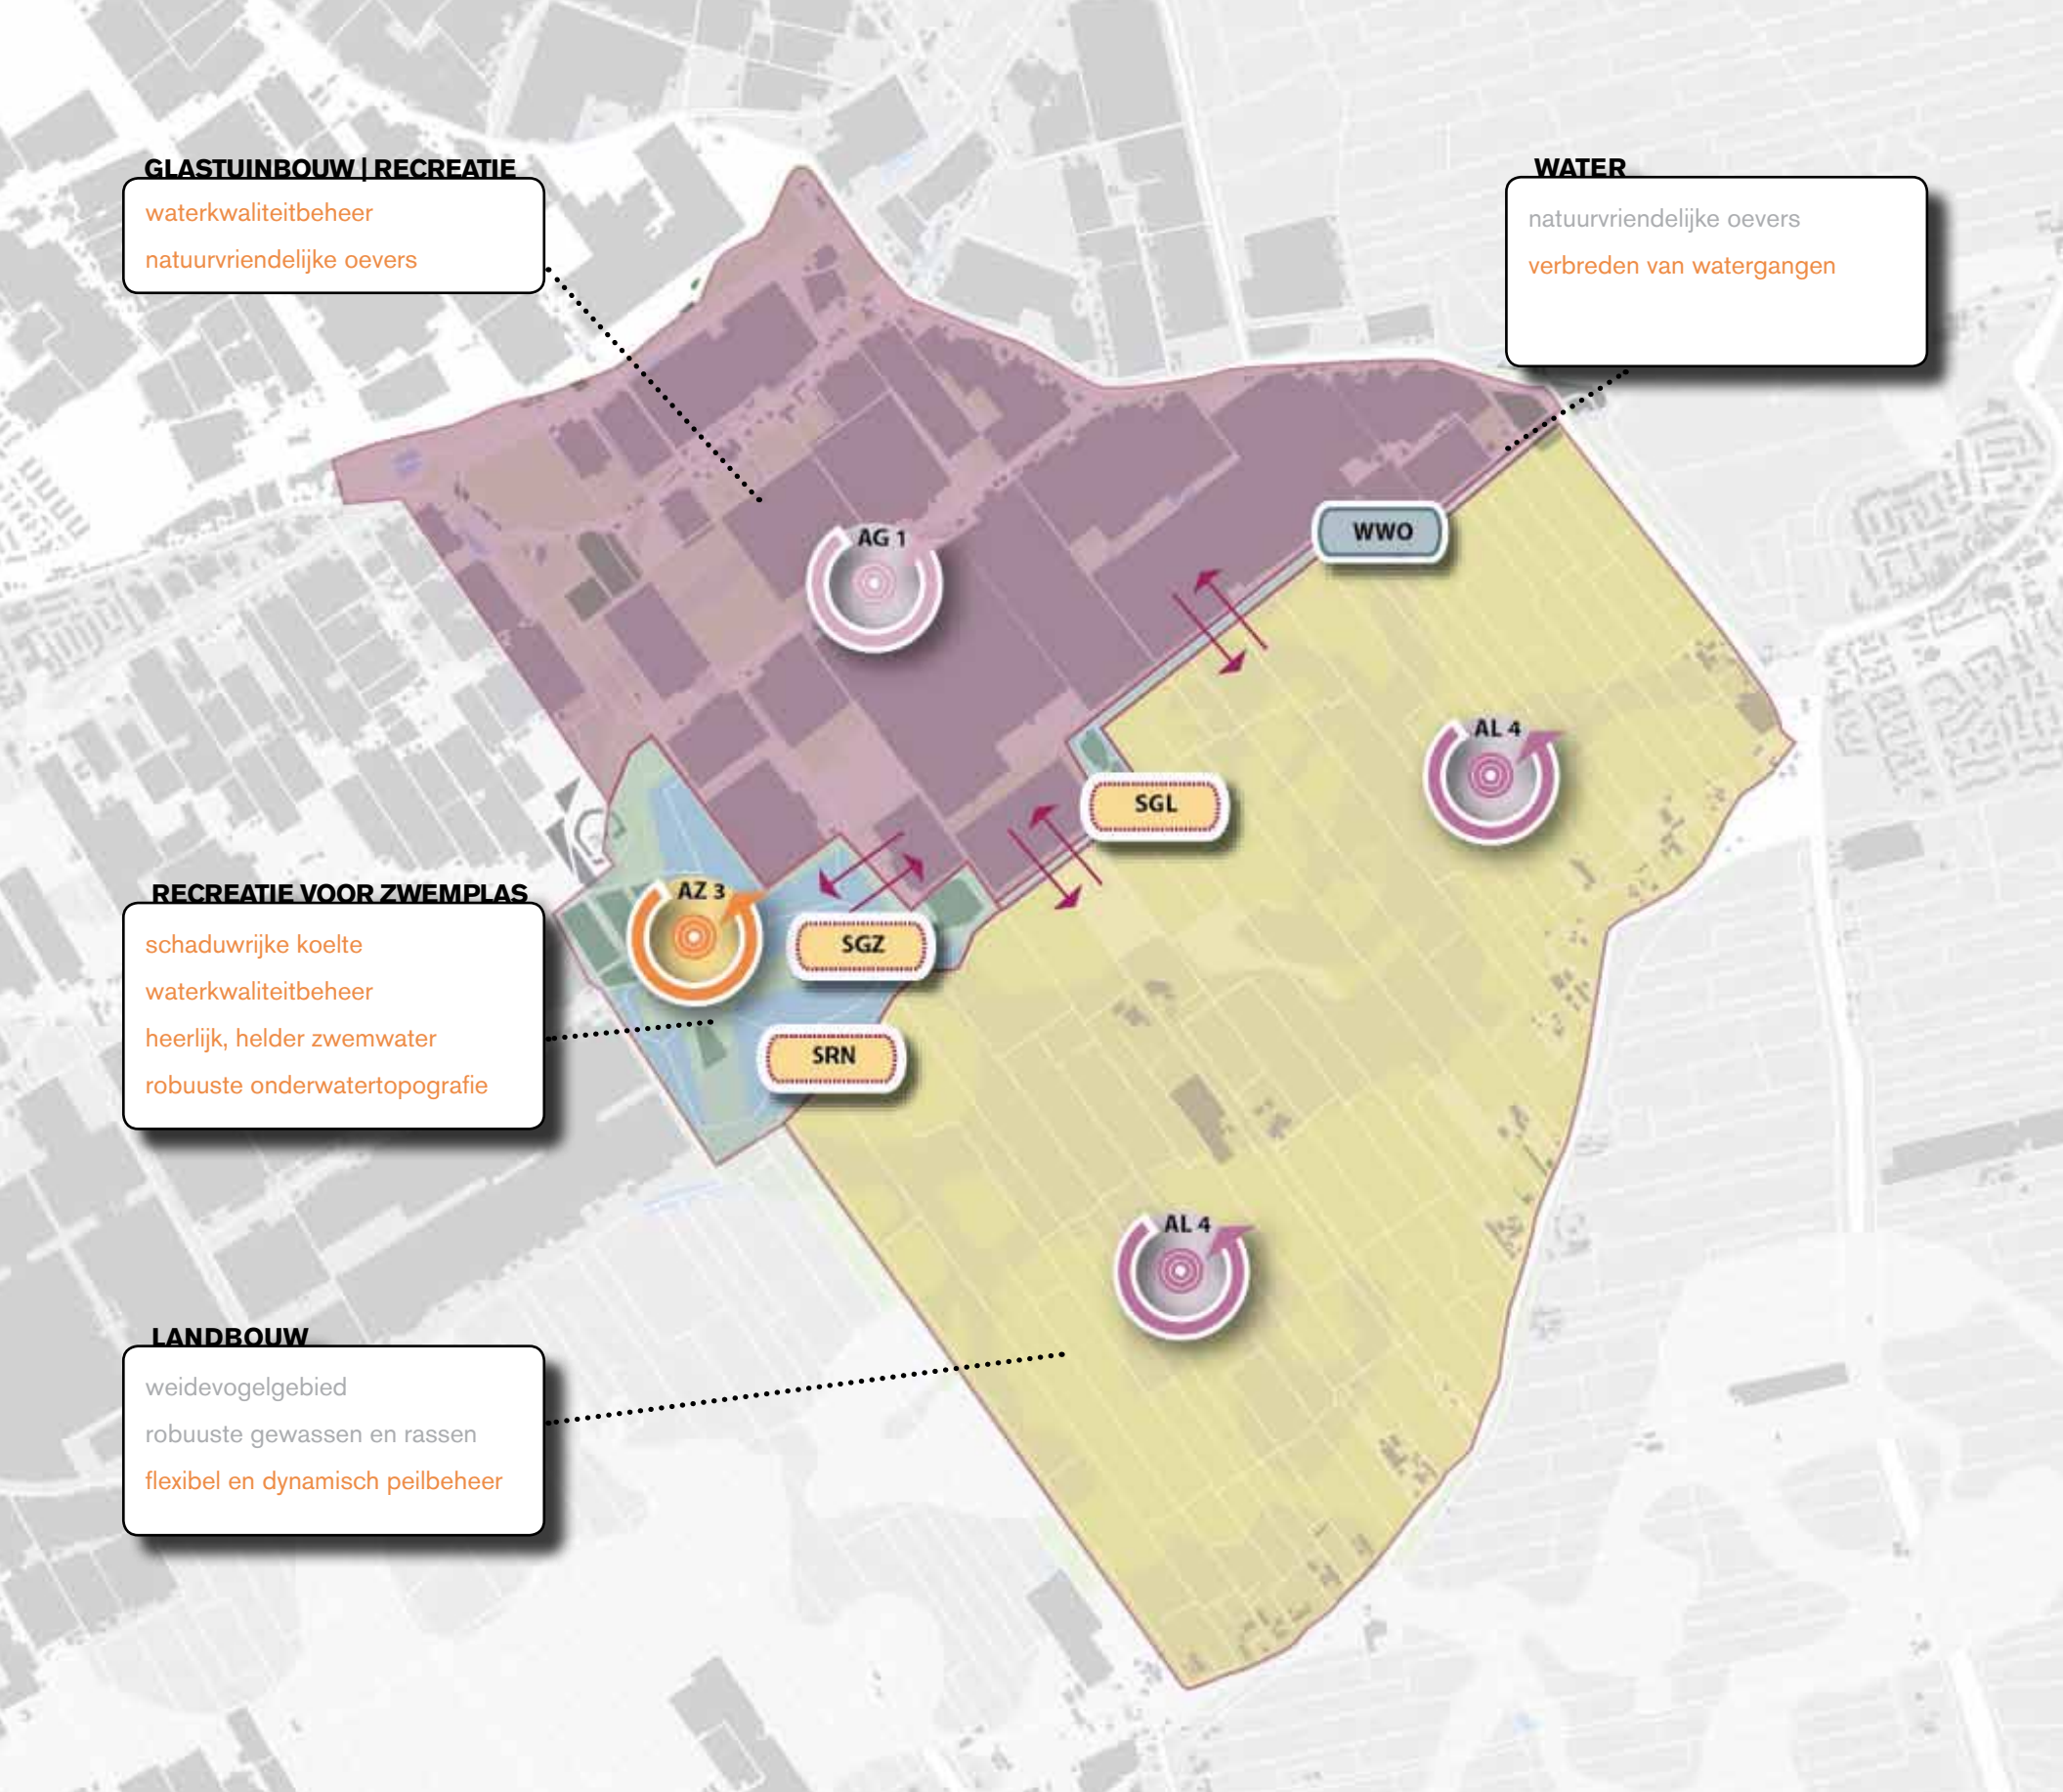 GLASTUINBOUW | RECREATIE
waterkwaliteitbeheer
natuurvriendelijke oevers
WATER
natuurvriendelijke oevers
verbreden van watergangen
AG 1
WWO
AL 4
SGL
RECREATIE VOOR ZWEMPLAS
schaduwrijke koelte
waterkwaliteitbeheer
heerlijk, helder zwemwater
robuuste onderwatertopografie
AZ 3
SGZ
SRN
AL 4
LANDBOUW
weidevogelgebied
robuuste gewassen en rassen
flexibel en dynamisch peilbeheer